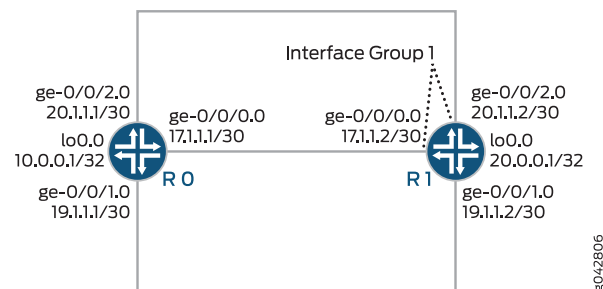 Interface Group 1
ge-0/0/2.0
20.1.1.1/30
lo0.0
10.0.0.1/32
ge-0/0/1.0
19.1.1.1/30
R 0
ge-0/0/0.0
17.1.1.1/30
ge-0/0/0.0
17.1.1.2/30
R 1
ge-0/0/2.0
20.1.1.2/30
lo0.0
20.0.0.1/32
ge-0/0/1.0
19.1.1.2/30
g042806